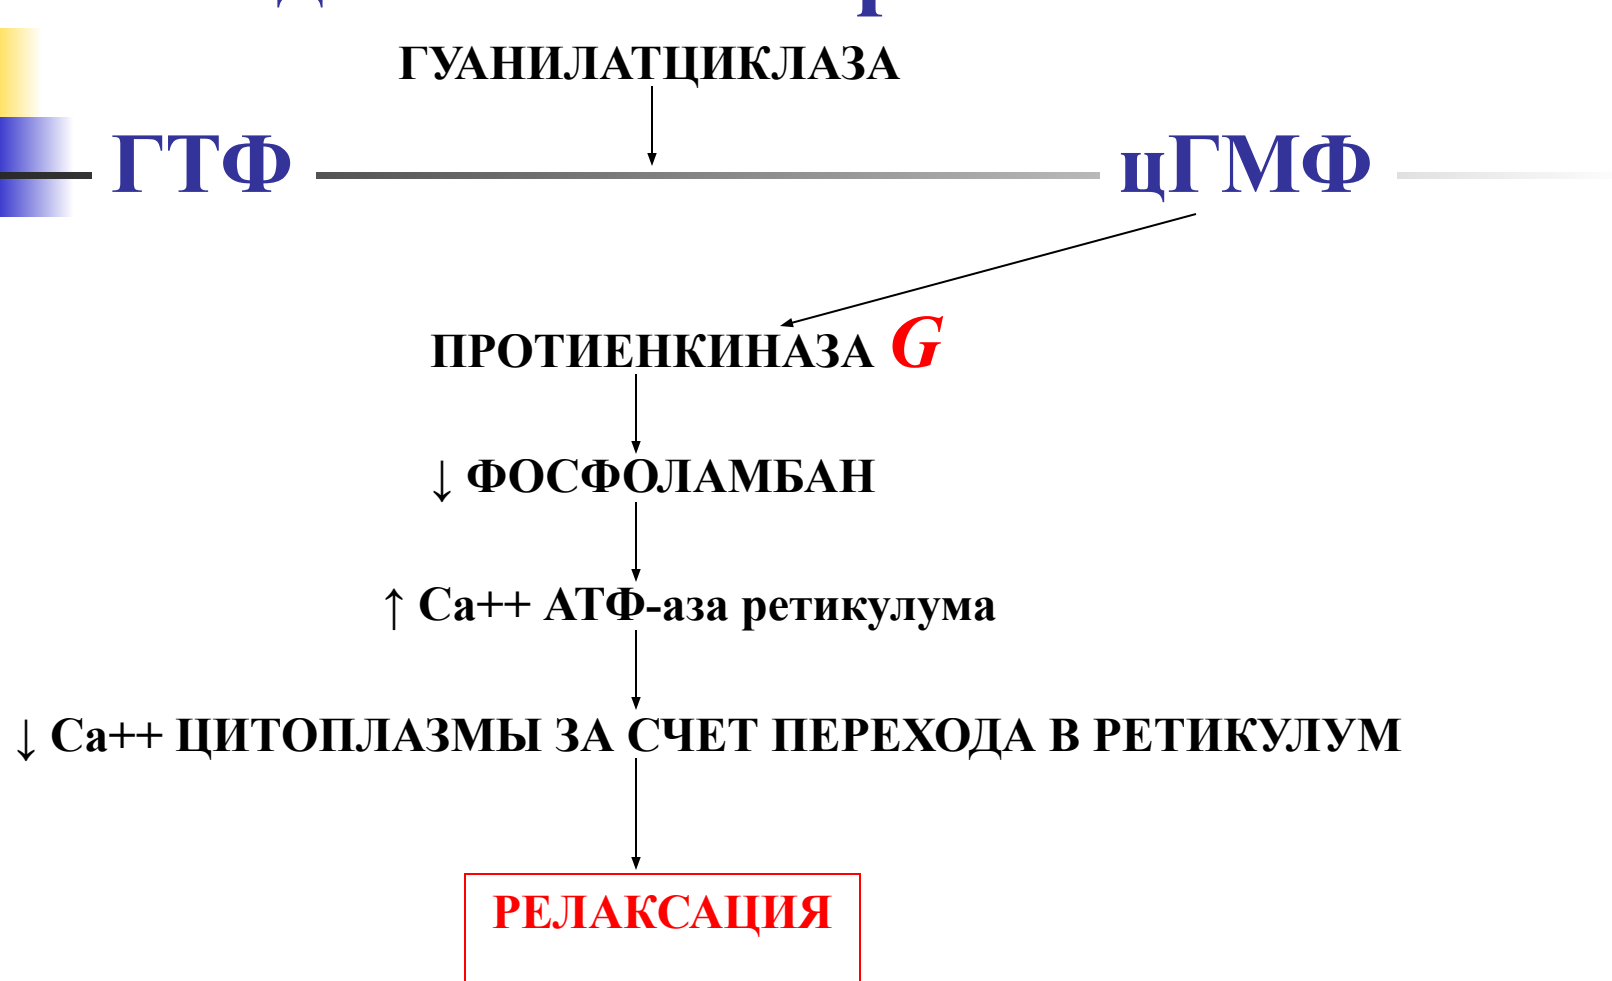 ГУАНИЛАТЦИКЛАЗА
ГТФ цГМФ
ПРОТИЕНКИНАЗА G
↓ ФОСФОЛАМБАН
↑ Ca++ АТФ-аза ретикулума
↓ Ca++ ЦИТОПЛАЗМЫ ЗА СЧЕТ ПЕРЕХОДА В РЕТИКУЛУМ
РЕЛАКСАЦИЯ